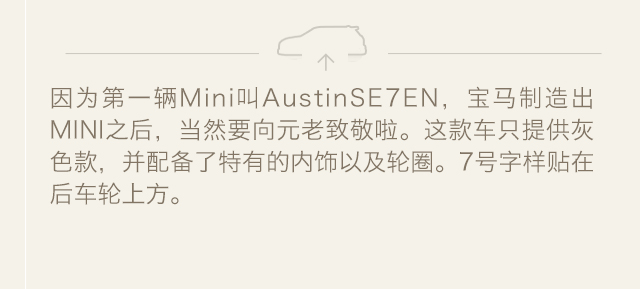 因为第一辆Mini叫AustinSE7EN，宝马制造出
MINI之后，当然要向元老致敬啦。这款车只提供灰
色款，并配备了特有的内饰以及轮圈。7号字样贴在
后车轮上方。